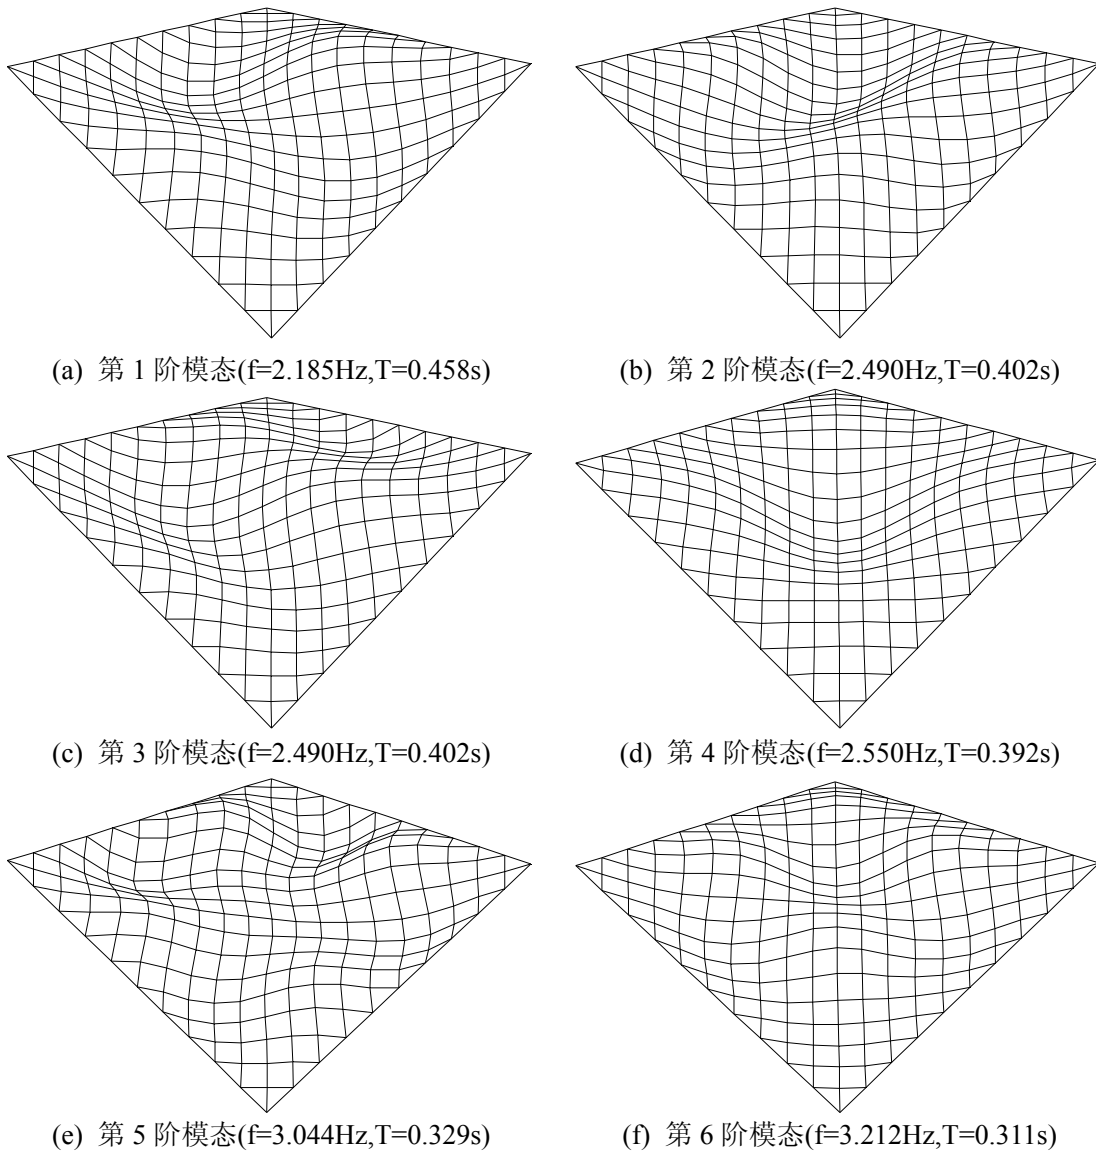 (a) 第 1 阶模态(f=2.185Hz,T=0.458s)
(b) 第 2 阶模态(f=2.490Hz,T=0.402s)
(c) 第 3 阶模态(f=2.490Hz,T=0.402s)
(d) 第 4 阶模态(f=2.550Hz,T=0.392s)
(e) 第 5 阶模态(f=3.044Hz,T=0.329s)
(f) 第 6 阶模态(f=3.212Hz,T=0.311s)